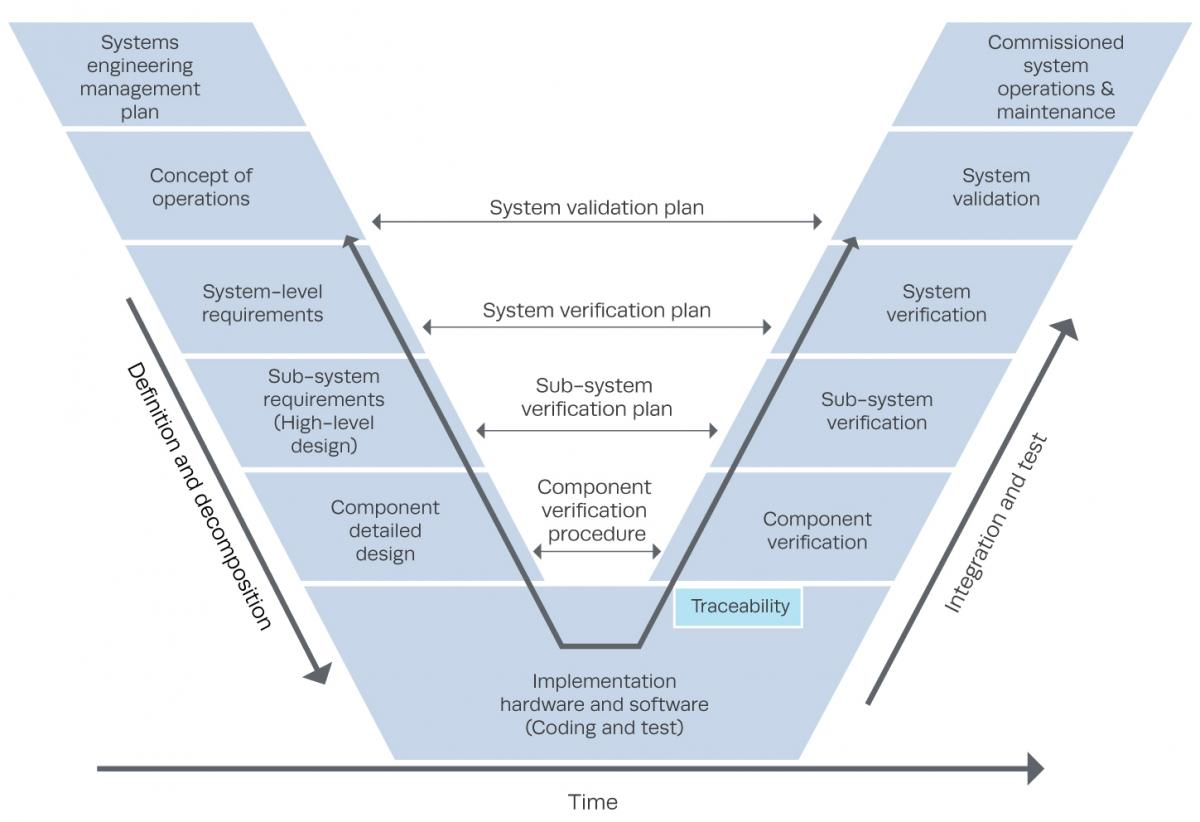 Systems
engineering
management
plan
Commissioned
system
operations &
maintenance
Concept of
operations
System validation plan
System
validation
System-level
requirements
System verification plan
System
verification
Sub-system
requirements
(High-level
design)
Sub-system
verification plan
Sub-system
verification
Component
detailed
design
Component
verification
procedure
Component
verification
Definition and decomposition
Integration and test
Traceability
Implementation
hardware and software
(Coding and test)
Time